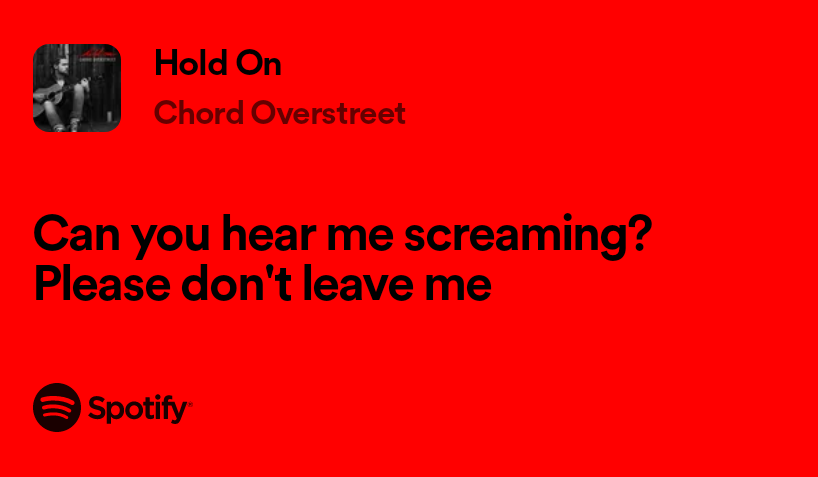 Hold On
Chord Overstreet
Can you hear me screaming?
Please don't leave me
Spotify